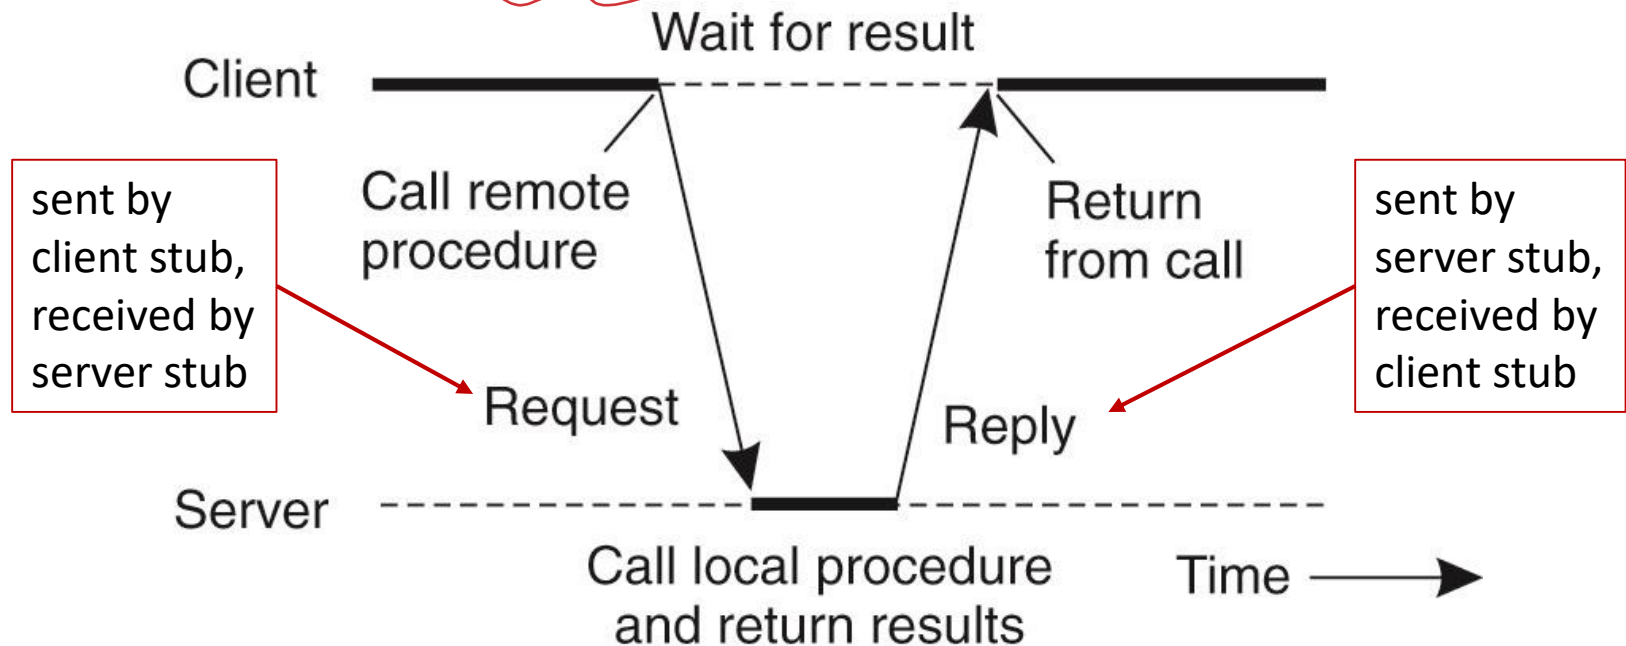 Wait for result
Client
Call remote
procedure
Return
from call
sent by
client stub,
received by
server stub
sent by
server stub,
received by
client stub
Request
Reply
Server
Call local procedure
and return results
Time